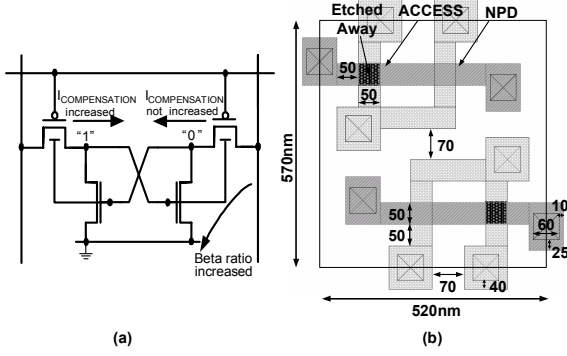 I_COMPENSATION
increased
I_COMPENSATION
not increased
"1"
"0"
Beta ratio
increased
(a)
Etched
Away
ACCESS
NPD
50
50
70
570nm
50
50
10
60
25
70
40
520nm
(b)